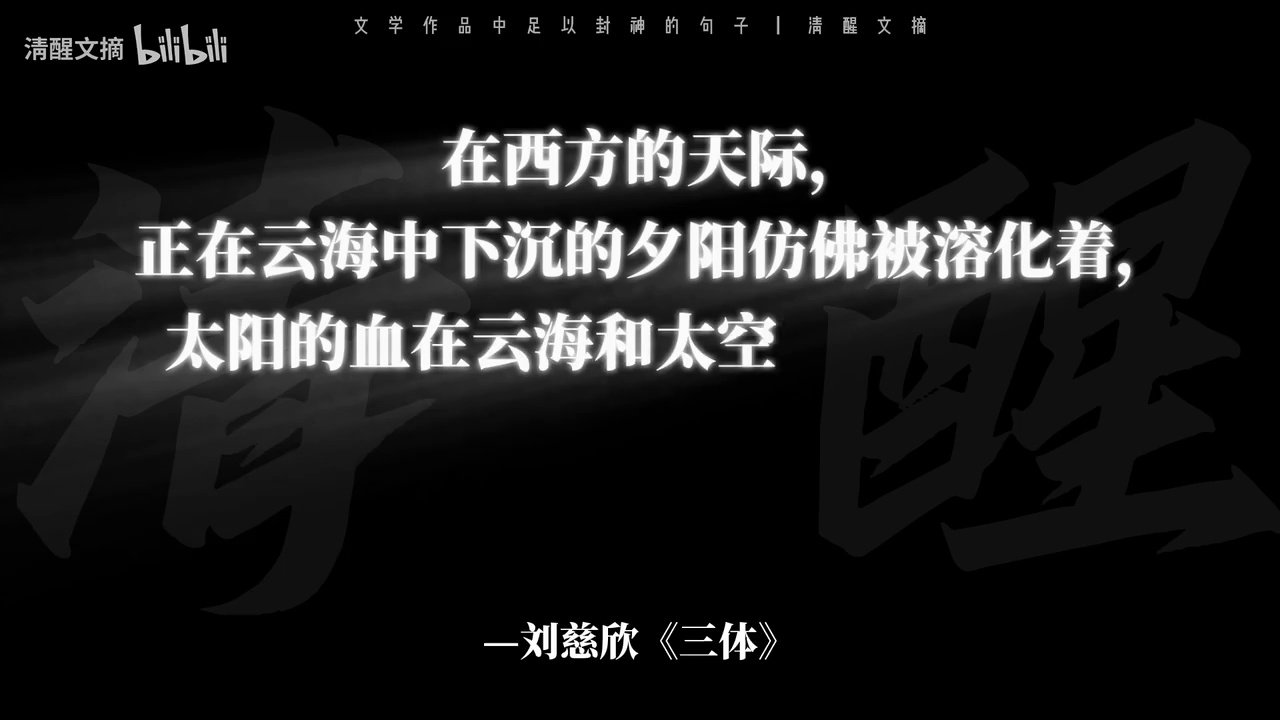 文学作品中足以封神的句子 | 清醒文摘
清醒文摘 bilibili
清醒
在西方的天际,
正在云海中下沉的夕阳仿佛被溶化着,
太阳的血在云海和太空
—刘慈欣《三体》